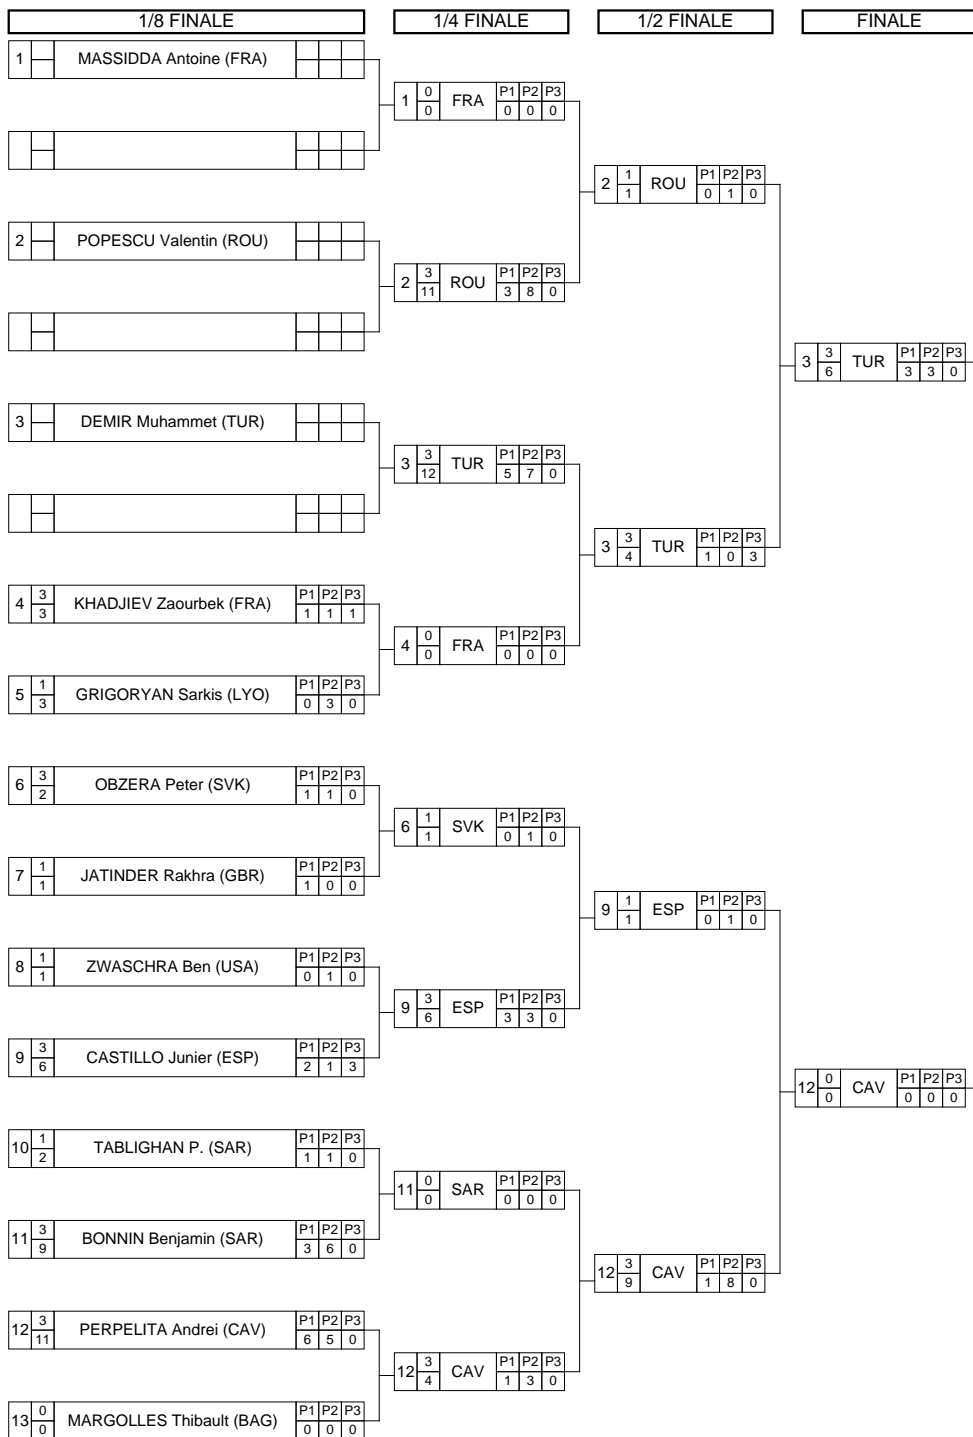 1/8 FINALE 1/4 FINALE 1/2 FINALE FINALE
1 MASSIDDA Antoine (FRA)
1 0 0 FRA P1 P2 P3 0 0 0
2 1 1 ROU P1 P2 P3 0 1 0
2 POPESCU Valentin (ROU)
2 3 11 ROU P1 P2 P3 3 8 0
3 3 6 TUR P1 P2 P3 3 3 0
3 DEMIR Muhammet (TUR)
3 3 12 TUR P1 P2 P3 5 7 0
3 3 4 TUR P1 P2 P3 1 0 3
4 3 3 KHADJIEV Zaourbek (FRA) P1 P2 P3 1 1 1
4 0 0 FRA P1 P2 P3 0 0 0
5 1 3 GRIGORYAN Sarkis (LYO) P1 P2 P3 0 3 0
6 3 2 OBZERA Peter (SVK) P1 P2 P3 1 1 0
6 1 1 SVK P1 P2 P3 0 1 0
7 1 1 JATINDER Rakhra (GBR) P1 P2 P3 1 0 0
9 1 1 ESP P1 P2 P3 0 1 0
8 1 1 ZWASCHRA Ben (USA) P1 P2 P3 0 1 0
9 3 6 ESP P1 P2 P3 3 3 0
9 3 6 CASTILLO Junier (ESP) P1 P2 P3 2 1 3
12 0 0 CAV P1 P2 P3 0 0 0
10 1 2 TABLIGHAN P. (SAR) P1 P2 P3 1 1 0
11 0 0 SAR P1 P2 P3 0 0 0
11 3 9 BONNIN Benjamin (SAR) P1 P2 P3 3 6 0
12 3 9 CAV P1 P2 P3 1 8 0
12 3 11 PERPELITA Andrei (CAV) P1 P2 P3 6 5 0
12 3 4 CAV P1 P2 P3 1 3 0
13 0 0 MARGOLLES Thibault (BAG) P1 P2 P3 0 0 0